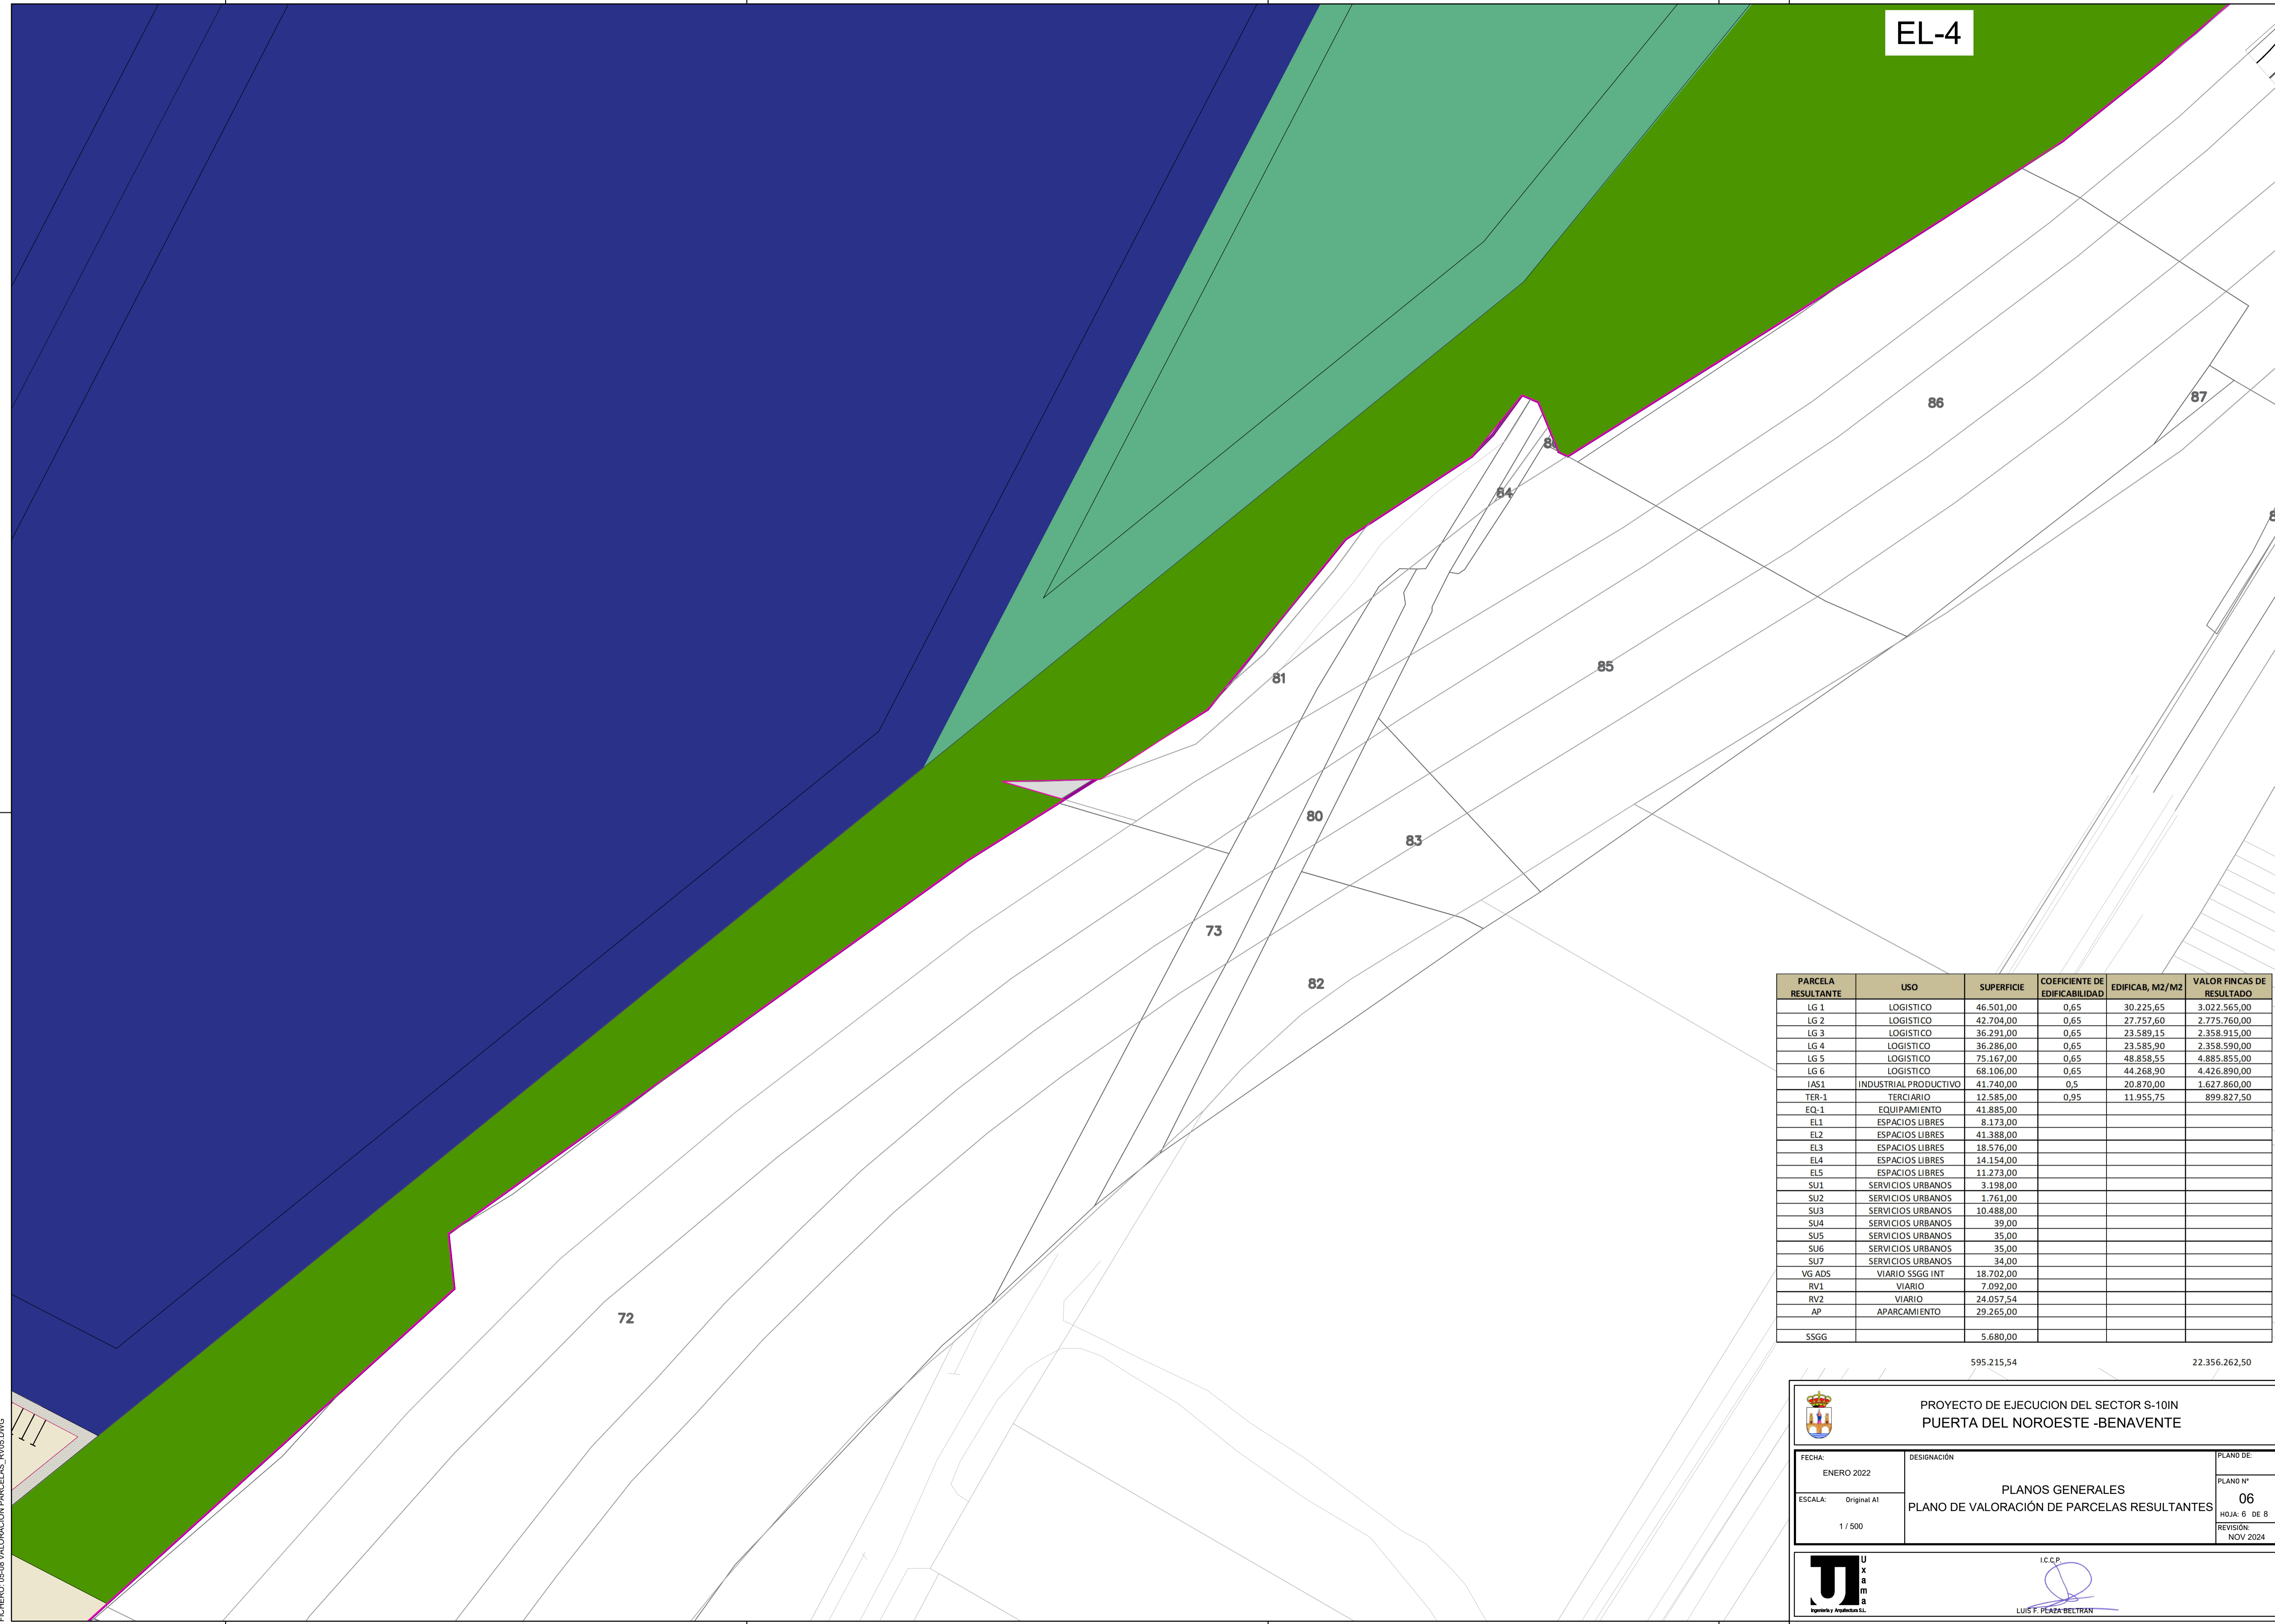 EL-4
86
87
84
81
85
80
83
73
82
72
PARCELA RESULTANTE USO SUPERFICIE COEFICIENTE DE EDIFICABILIDAD EDIFICAB, M2/M2 VALOR FINCAS DE RESULTADO
LG 1 LOGISTICO 46.501,00 0,65 30.225,65 3.022.565,00
LG 2 LOGISTICO 42.704,00 0,65 27.757,60 2.775.760,00
LG 3 LOGISTICO 36.291,00 0,65 23.589,15 2.358.915,00
LG 4 LOGISTICO 36.286,00 0,65 23.585,90 2.358.590,00
LG 5 LOGISTICO 75.167,00 0,65 48.858,55 4.885.855,00
LG 6 LOGISTICO 68.106,00 0,65 44.268,90 4.426.890,00
IAS1 INDUSTRIAL PRODUCTIVO 41.740,00 0,5 20.870,00 1.627.860,00
TER-1 TERCIARIO 12.585,00 0,95 11.955,75 899.827,50
EQ-1 EQUIPAMIENTO 41.885,00
EL1 ESPACIOS LIBRES 8.173,00
EL2 ESPACIOS LIBRES 41.388,00
EL3 ESPACIOS LIBRES 18.576,00
EL4 ESPACIOS LIBRES 14.154,00
EL5 ESPACIOS LIBRES 11.273,00
SU1 SERVICIOS URBANOS 3.198,00
SU2 SERVICIOS URBANOS 1.761,00
SU3 SERVICIOS URBANOS 10.488,00
SU4 SERVICIOS URBANOS 39,00
SU5 SERVICIOS URBANOS 35,00
SU6 SERVICIOS URBANOS 35,00
SU7 SERVICIOS URBANOS 34,00
VG ADS VIARIO SSGG INT 18.702,00
RV1 VIARIO 7.092,00
RV2 VIARIO 24.057,54
AP APARCAMIENTO 29.265,00
SSGG 5.680,00
595.215,54 22.356.262,50
PROYECTO DE EJECUCION DEL SECTOR S-10IN
PUERTA DEL NOROESTE -BENAVENTE
FECHA:
ENERO 2022
ESCALA: Original A1
1 / 500
DESIGNACIÓN
PLANOS GENERALES
PLANO DE VALORACIÓN DE PARCELAS RESULTANTES
PLANO DE:
PLANO Nº
06
HOJA: 6 DE 8
REVISIÓN:
NOV 2024
Uxama
Ingeniería y Arquitectura S.L.
I.C.C.P.
LUIS F. PLAZA BELTRAN
FICHERO: 05-08 VALORACION PARCELAS_RV05.DWG